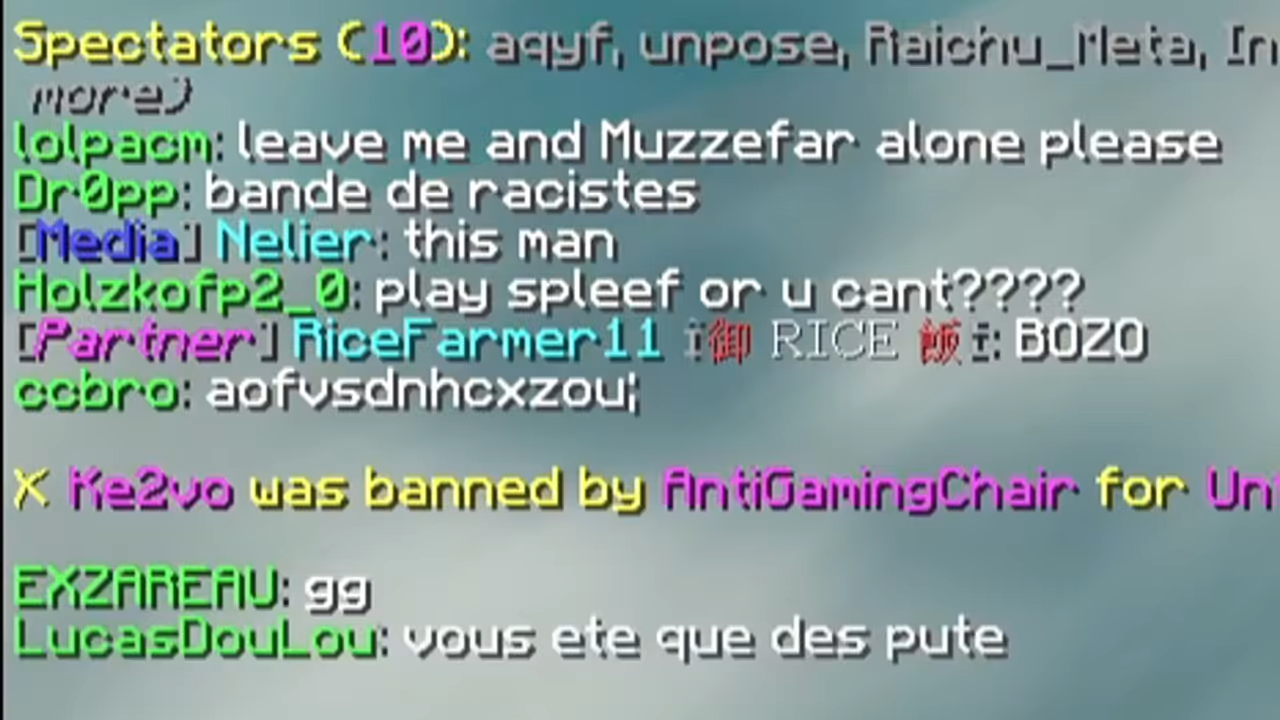 Spectators (10): aqyf, unpose, Raichu_Meta, In
more)
lolpacm: leave me and Muzzefar alone please
Dr0pp: bande de racistes
[Media] Nelier: this man
Holzkofp2_0: play spleef or u cant????
[Partner] RiceFarmer11 御 RICE 飯: BOZO
ccbro: aofvsdnhcxzou¦
✕ Ke2vo was banned by AntiGamingChair for Un
EXZAREAU: gg
LucasDouLou: vous ete que des pute